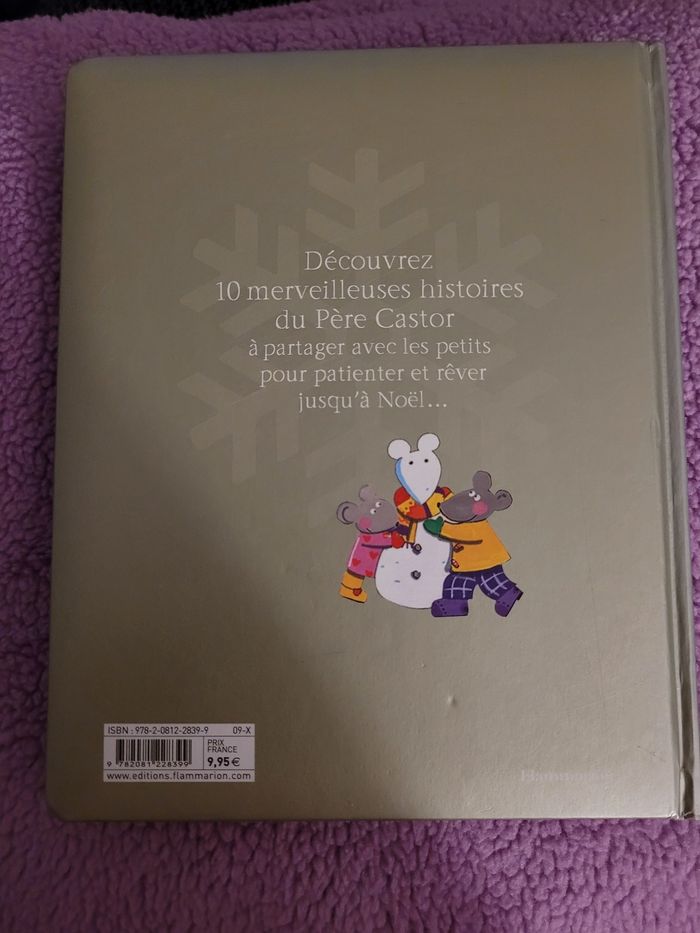 Découvrez
10 merveilleuses histoires
du Père Castor
à partager avec les petits
pour patienter et rêver
jusqu'à Noël...
ISBN : 978-2-0812-2839-9 09-X
PRIX
FRANCE
9,95 €
9 782081 228399
www.editions.flammarion.com
Flammarion